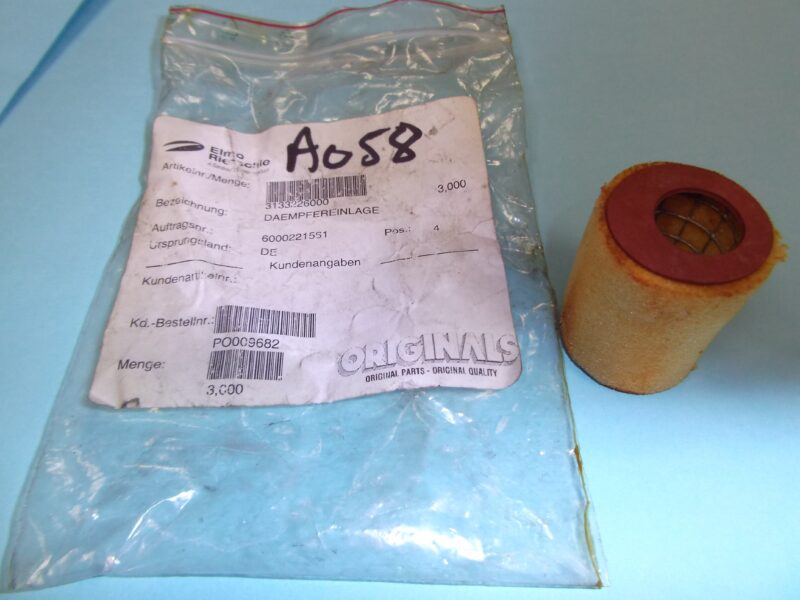 Elmo
Rietschle
A058
Artikelnr./Menge:
3,000
3133226000
Bezeichnung:
DAEMPFEREINLAGE
Auftragsnr.:
6000221551
Pos.: 4
Ursprungsland:
DE
Kundenangaben
Kundenartikelnr.:
Kd.-Bestellnr.:
PO009682
Menge:
3,000
ORIGINALS
ORIGINAL PARTS - ORIGINAL QUALITY